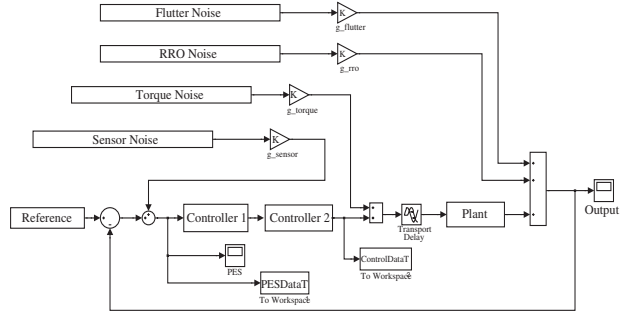 Flutter Noise
K
g_flutter
RRO Noise
K
g_rro
Torque Noise
K
g_torque
Sensor Noise
K
g_sensor
Reference
Controller 1
Controller 2
Transport
Delay
Plant
Output
PES
PESDataT
To Workspace
ControlDataT
To Workspace